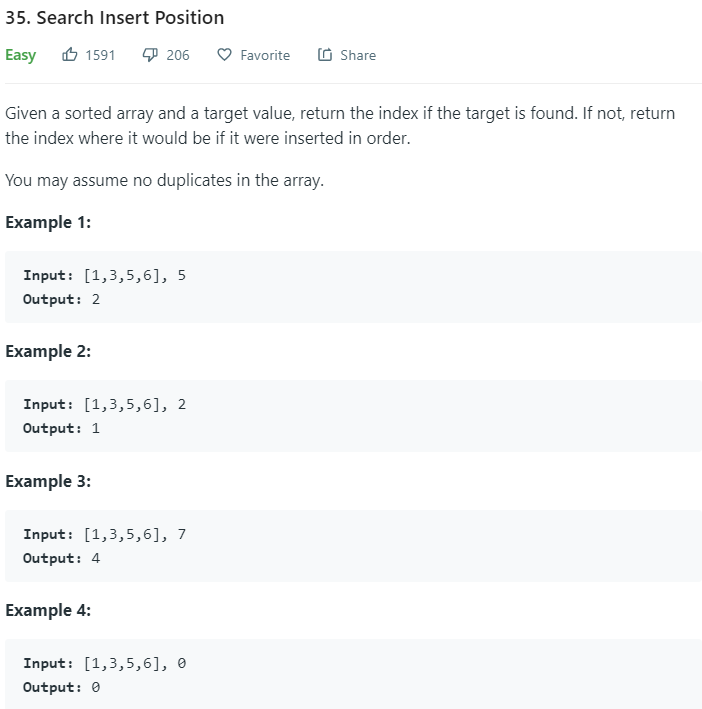 35. Search Insert Position
Easy 1591 206 Favorite Share
Given a sorted array and a target value, return the index if the target is found. If not, return
the index where it would be if it were inserted in order.
You may assume no duplicates in the array.
Example 1:
Input: [1,3,5,6], 5
Output: 2
Example 2:
Input: [1,3,5,6], 2
Output: 1
Example 3:
Input: [1,3,5,6], 7
Output: 4
Example 4:
Input: [1,3,5,6], 0
Output: 0